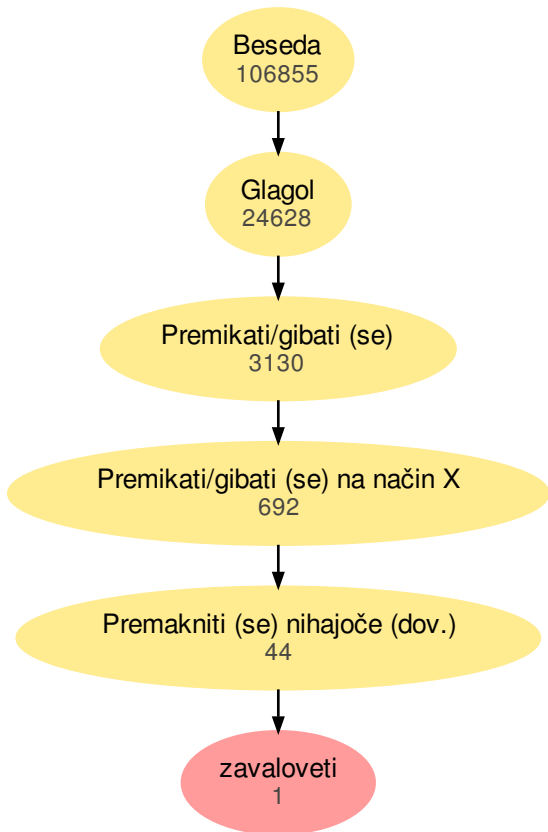 Beseda
106855
Glagol
24628
Premikati/gibati (se)
3130
Premikati/gibati (se) na način X
692
Premakniti (se) nihajoče (dov.)
44
zavaloveti
1